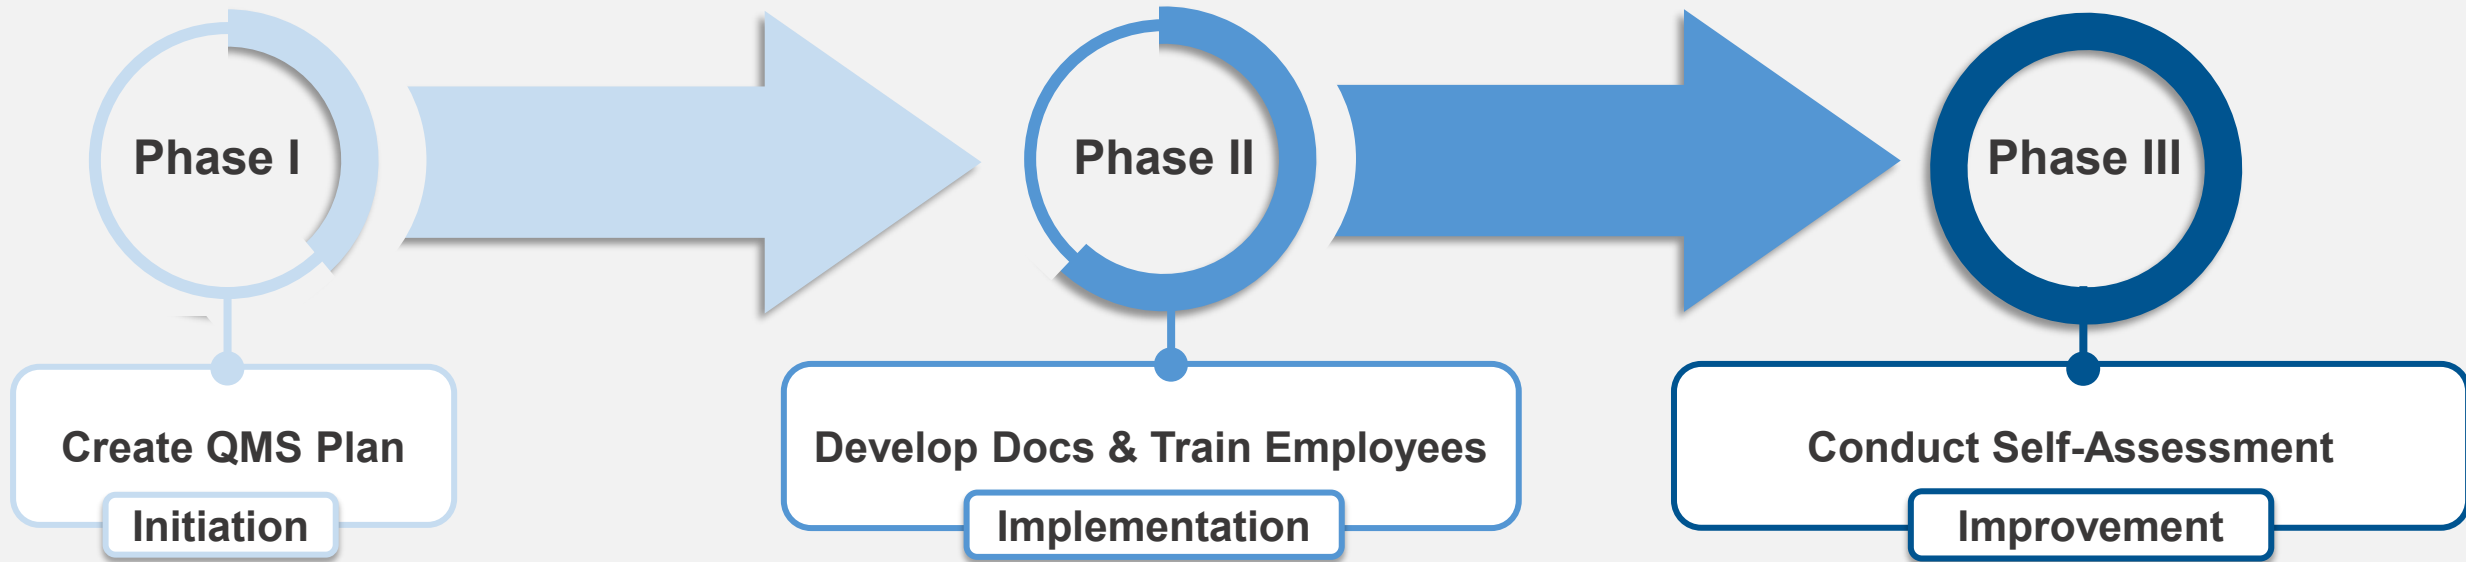 Phase I
Phase II
Phase III
Create QMS Plan
Initiation
Develop Docs & Train Employees
Implementation
Conduct Self-Assessment
Improvement